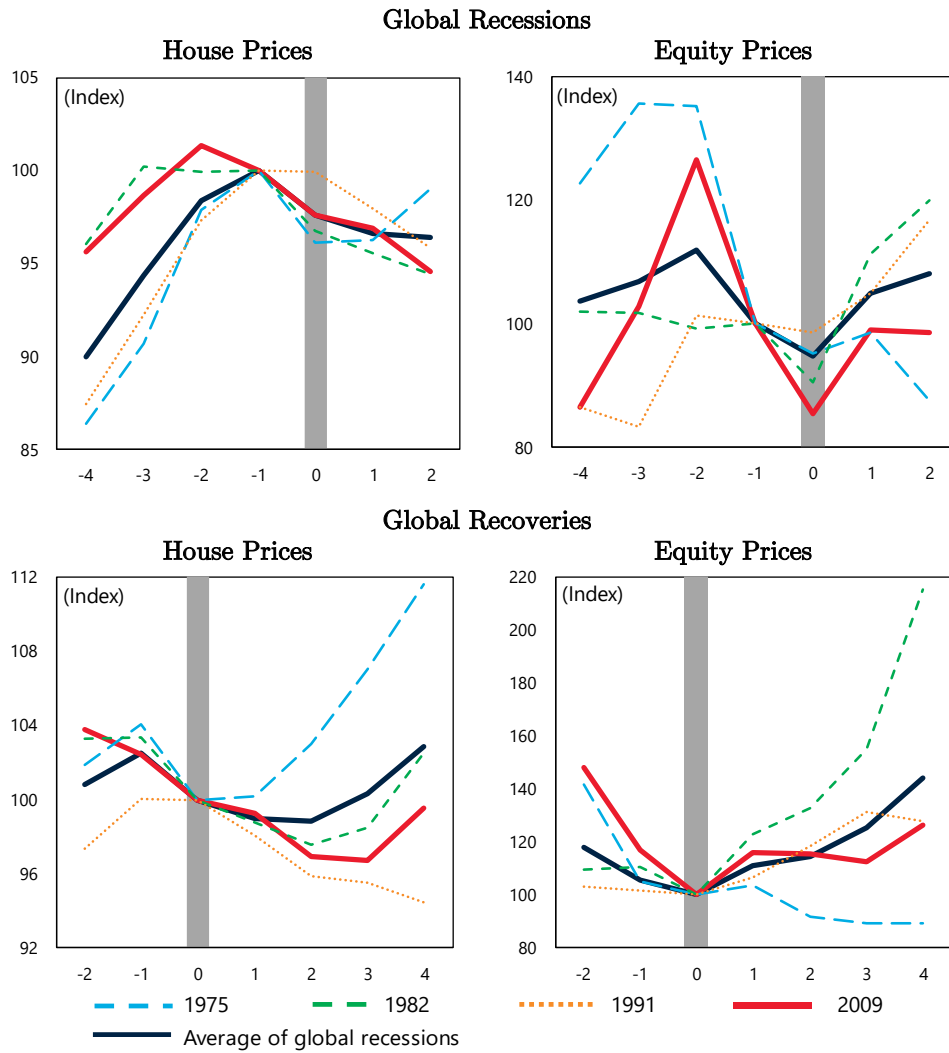 Global Recessions
House Prices
Equity Prices
105
100
95
90
85
(Index)
-4 -3 -2 -1 0 1 2
140
120
100
80
(Index)
-4 -3 -2 -1 0 1 2
Global Recoveries
House Prices
Equity Prices
112
108
104
100
96
92
(Index)
-2 -1 0 1 2 3 4
220
200
180
160
140
120
100
80
(Index)
-2 -1 0 1 2 3 4
1975 1982 1991 2009
Average of global recessions